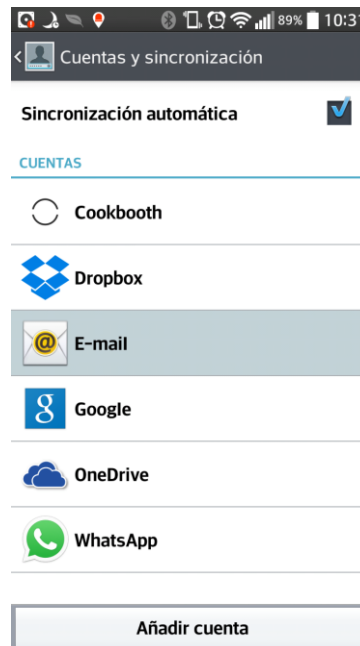 89% 10:37
Cuentas y sincronización
Sincronización automática
CUENTAS
Cookbooth
Dropbox
@ E-mail
g Google
OneDrive
WhatsApp
Añadir cuenta